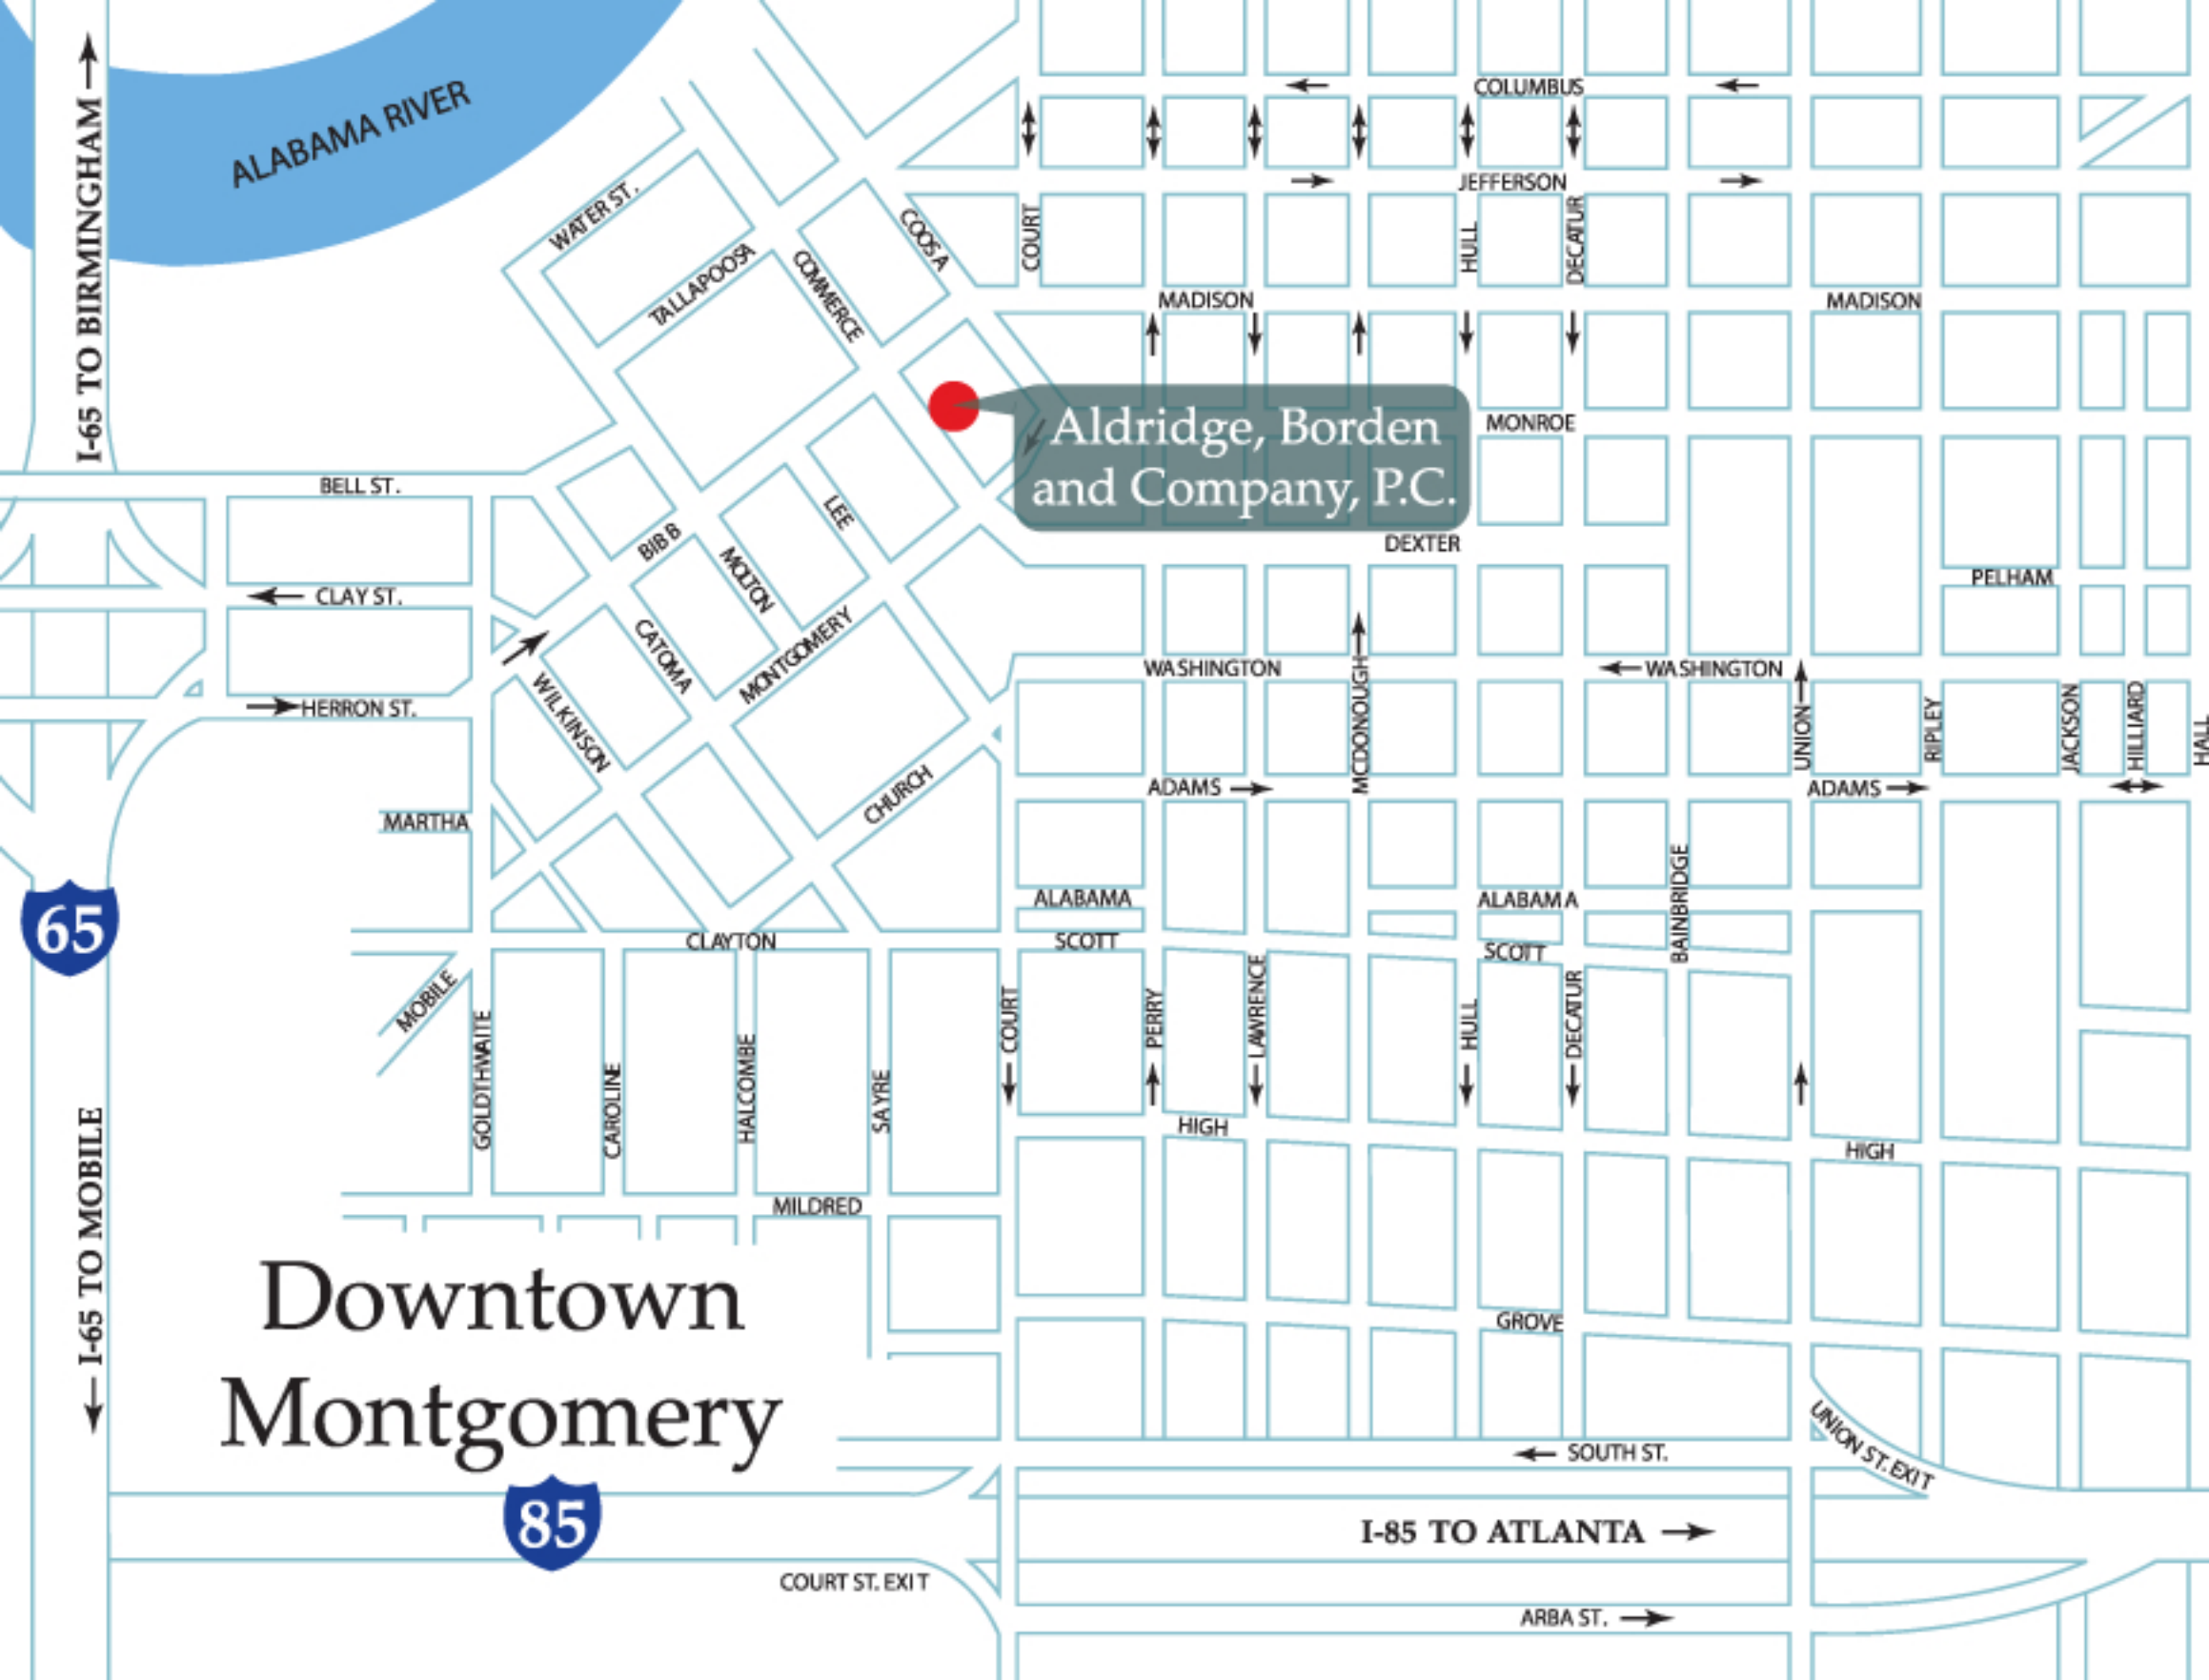 I-65 TO BIRMINGHAM
ALABAMA RIVER
COLUMBUS
JEFFERSON
WATER ST.
COOSA
COURT
HULL
DECATUR
TALLAPOOSA
COMMERCE
MADISON
MADISON
Aldridge, Borden
and Company, P.C.
MONROE
BELL ST.
LEE
BIBB
MOLTON
DEXTER
PELHAM
CLAY ST.
CATOMA
MONTGOMERY
WASHINGTON
WASHINGTON
HERRON ST.
WILKINSON
MCDONOUGH
UNION
RIPLEY
JACKSON
HILLIARD
HALL
MARTHA
CHURCH
ADAMS
ADAMS
65
ALABAMA
ALABAMA
BAINBRIDGE
CLAYTON
SCOTT
SCOTT
MOBILE
GOLDTHWAITE
CAROLINE
HALCOMBE
SAYRE
COURT
PERRY
LAWRENCE
HULL
DECATUR
HIGH
HIGH
I-65 TO MOBILE
MILDRED
Downtown
Montgomery
GROVE
UNION ST. EXIT
SOUTH ST.
85
I-85 TO ATLANTA
COURT ST. EXIT
ARBA ST.